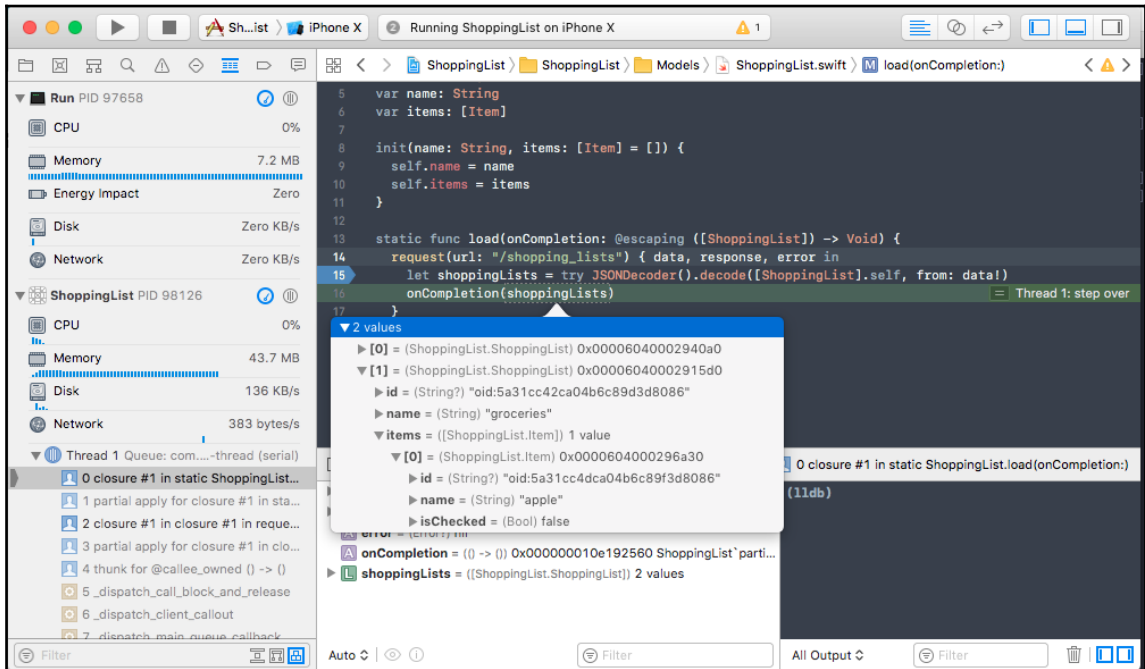 Sh...ist iPhone X 2 Running ShoppingList on iPhone X 1
ShoppingList ShoppingList Models ShoppingList.swift M load(onCompletion:)
Run PID 97658
CPU 0%
Memory 7.2 MB
Energy Impact Zero
Disk Zero KB/s
Network Zero KB/s
ShoppingList PID 98126
CPU 0%
Memory 43.7 MB
Disk 136 KB/s
Network 383 bytes/s
Thread 1 Queue: com....-thread (serial)
0 closure #1 in static ShoppingList...
1 partial apply for closure #1 in sta...
2 closure #1 in closure #1 in reque...
3 partial apply for closure #1 in clo...
4 thunk for @callee_owned () -> ()
5 _dispatch_call_block_and_release
6 _dispatch_client_callout
7 _dispatch_main_queue_callback
Filter
5 var name: String
6 var items: [Item]
7
8 init(name: String, items: [Item] = []) {
9 self.name = name
10 self.items = items
11 }
12
13 static func load(onCompletion: @escaping ([ShoppingList]) -> Void) {
14 request(url: "/shopping_lists") { data, response, error in
15 let shoppingLists = try JSONDecoder().decode([ShoppingList].self, from: data!)
16 onCompletion(shoppingLists) = Thread 1: step over
17 }
2 values
[0] = (ShoppingList.ShoppingList) 0x00006040002940a0
[1] = (ShoppingList.ShoppingList) 0x00006040002915d0
id = (String?) "oid:5a31cc42ca04b6c89d3d8086"
name = (String) "groceries"
items = ([ShoppingList.Item]) 1 value
[0] = (ShoppingList.Item) 0x0000604000296a30
id = (String?) "oid:5a31cc4dca04b6c89f3d8086"
name = (String) "apple"
isChecked = (Bool) false
0 closure #1 in static ShoppingList.load(onCompletion:)
A error = (Error?) nil
A onCompletion = (() -> ()) 0x000000010e192560 ShoppingList`parti...
L shoppingLists = ([ShoppingList.ShoppingList]) 2 values
(lldb)
Auto Filter All Output Filter